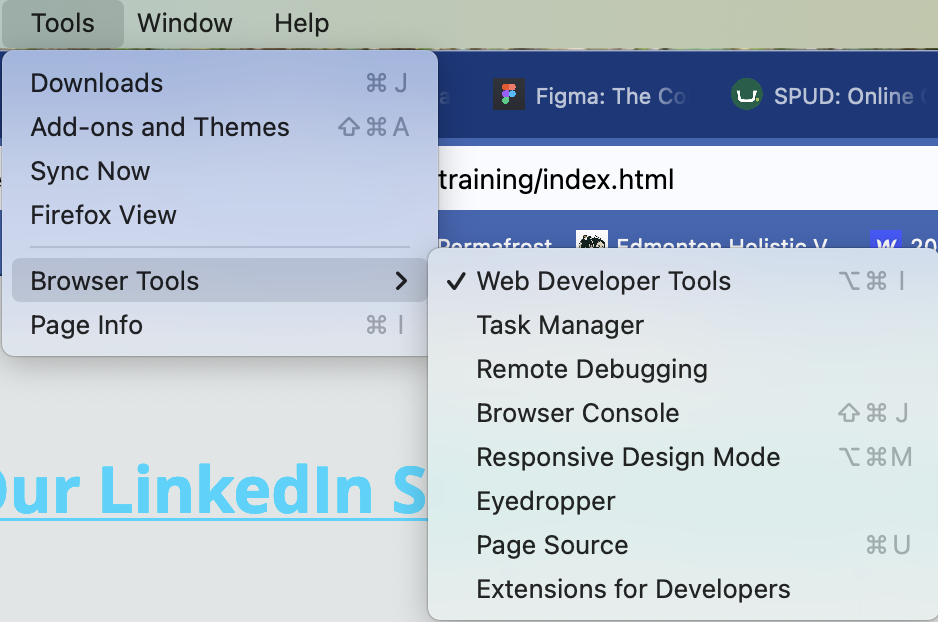 Tools Window Help
Downloads ⌘ J
Add-ons and Themes ⇧ ⌘ A
Sync Now
Firefox View
Browser Tools
Page Info ⌘ I
Figma: The Co
SPUD: Online
training/index.html
Permafrost Edmonton Holistic V 20
✓ Web Developer Tools ⌥ ⌘ I
Task Manager
Remote Debugging
Browser Console ⇧ ⌘ J
Responsive Design Mode ⌥ ⌘ M
Eyedropper
Page Source ⌘ U
Extensions for Developers
Our LinkedIn S